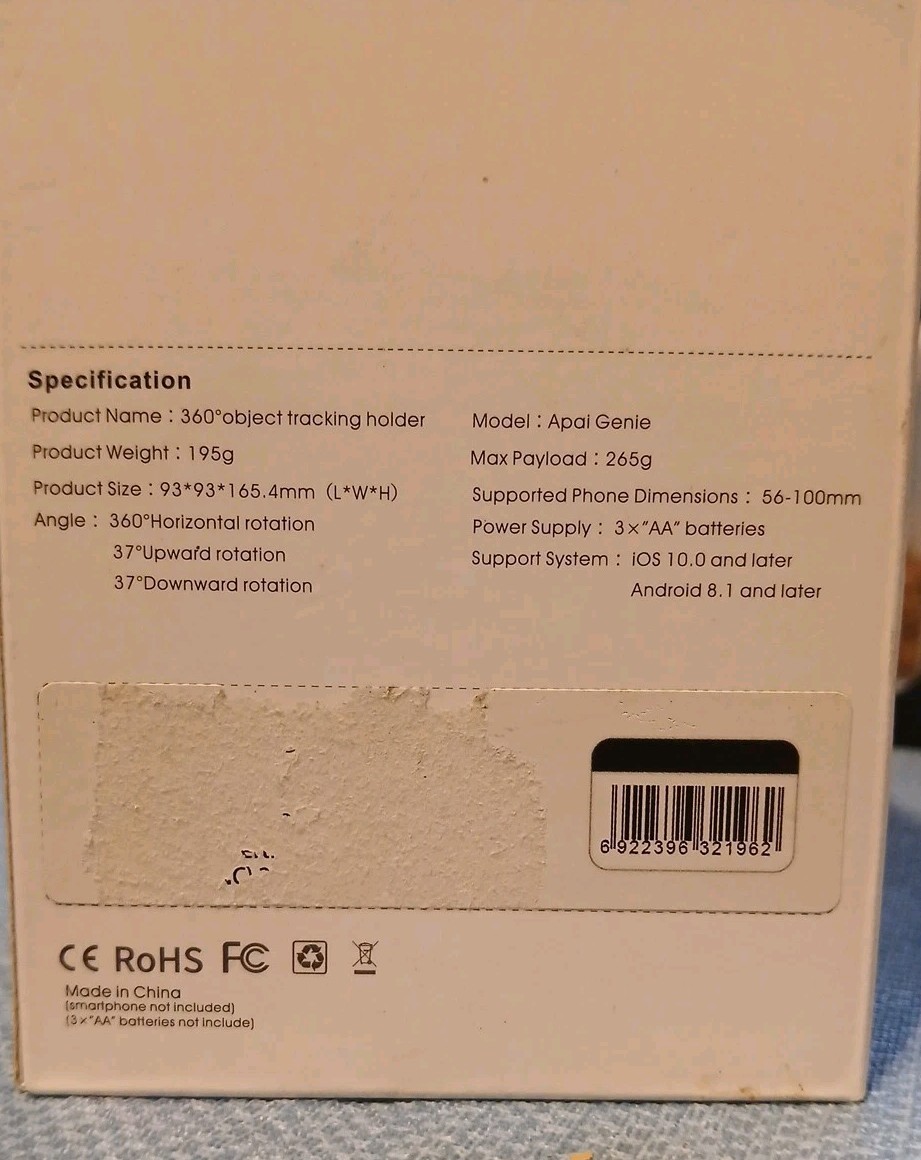 Specification
Product Name : 360°object tracking holder
Product Weight : 195g
Product Size : 93*93*165.4mm (L*W*H)
Angle : 360°Horizontal rotation
37°Upward rotation
37°Downward rotation
Model : Apai Genie
Max Payload : 265g
Supported Phone Dimensions : 56-100mm
Power Supply : 3×"AA" batteries
Support System : iOS 10.0 and later
Android 8.1 and later
6 922396 321962
CE RoHS FC
Made in China
(smartphone not included)
(3×"AA" batteries not include)